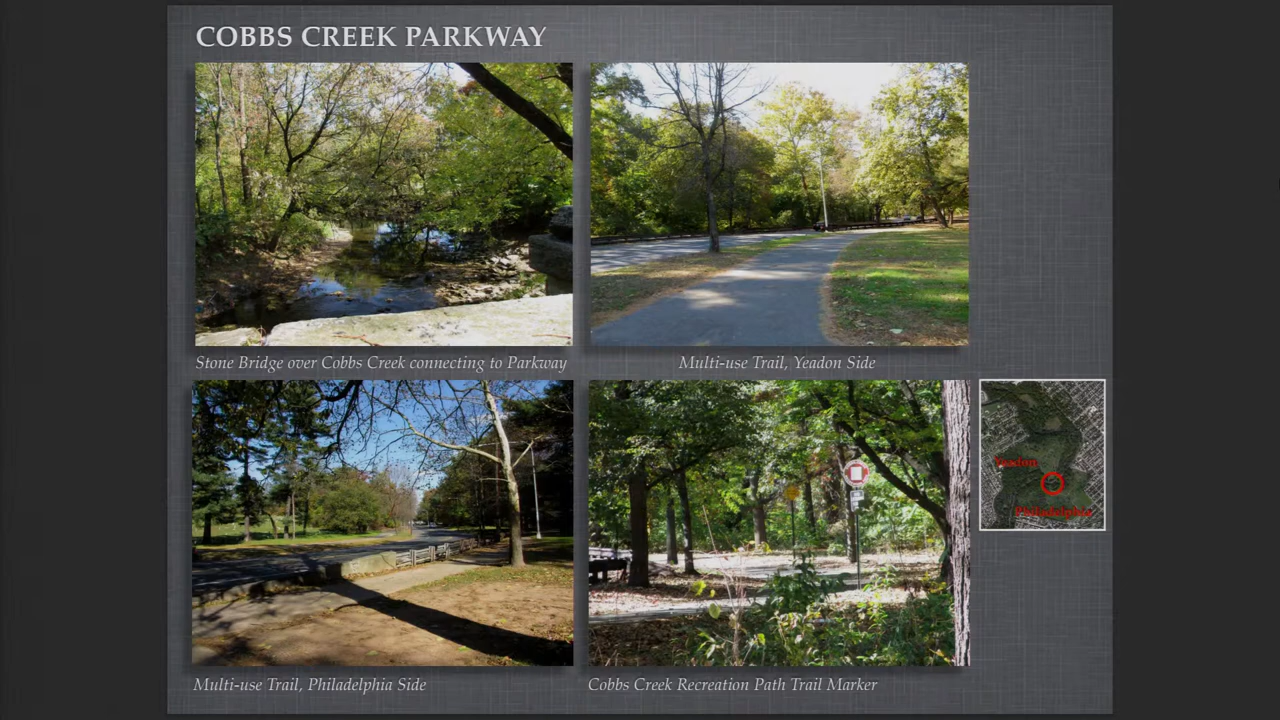 COBBS CREEK PARKWAY
Stone Bridge over Cobbs Creek connecting to Parkway
Multi-use Trail, Yeadon Side
Yeadon
Philadelphia
Multi-use Trail, Philadelphia Side
Cobbs Creek Recreation Path Trail Marker